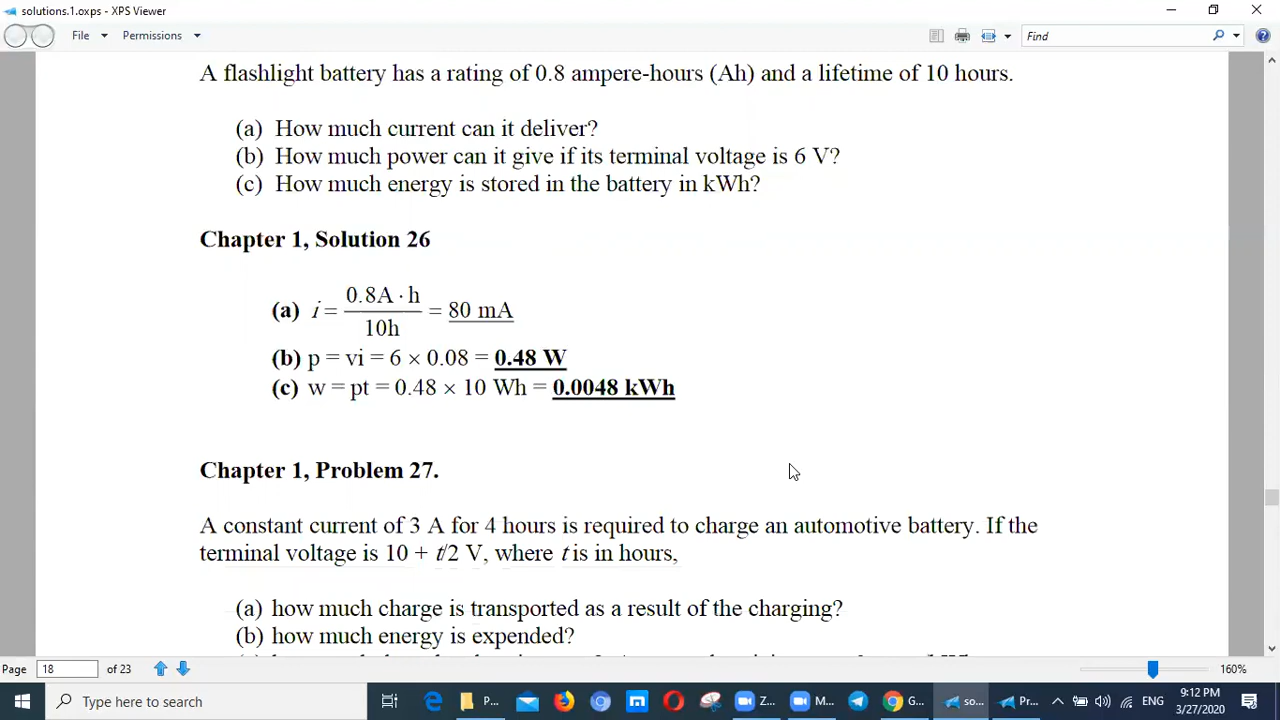 solutions.1.oxps - XPS Viewer
File Permissions Find
A flashlight battery has a rating of 0.8 ampere-hours (Ah) and a lifetime of 10 hours.
(a) How much current can it deliver?
(b) How much power can it give if its terminal voltage is 6 V?
(c) How much energy is stored in the battery in kWh?
Chapter 1, Solution 26
(a) i = 0.8A · h / 10h = 80 mA
(b) p = vi = 6 × 0.08 = 0.48 W
(c) w = pt = 0.48 × 10 Wh = 0.0048 kWh
Chapter 1, Problem 27.
A constant current of 3 A for 4 hours is required to charge an automotive battery. If the
terminal voltage is 10 + t/2 V, where t is in hours,
(a) how much charge is transported as a result of the charging?
(b) how much energy is expended?
Page 18 of 23 160%
Type here to search P... Z... M... G... so... Pr... ENG 9:12 PM
3/27/2020